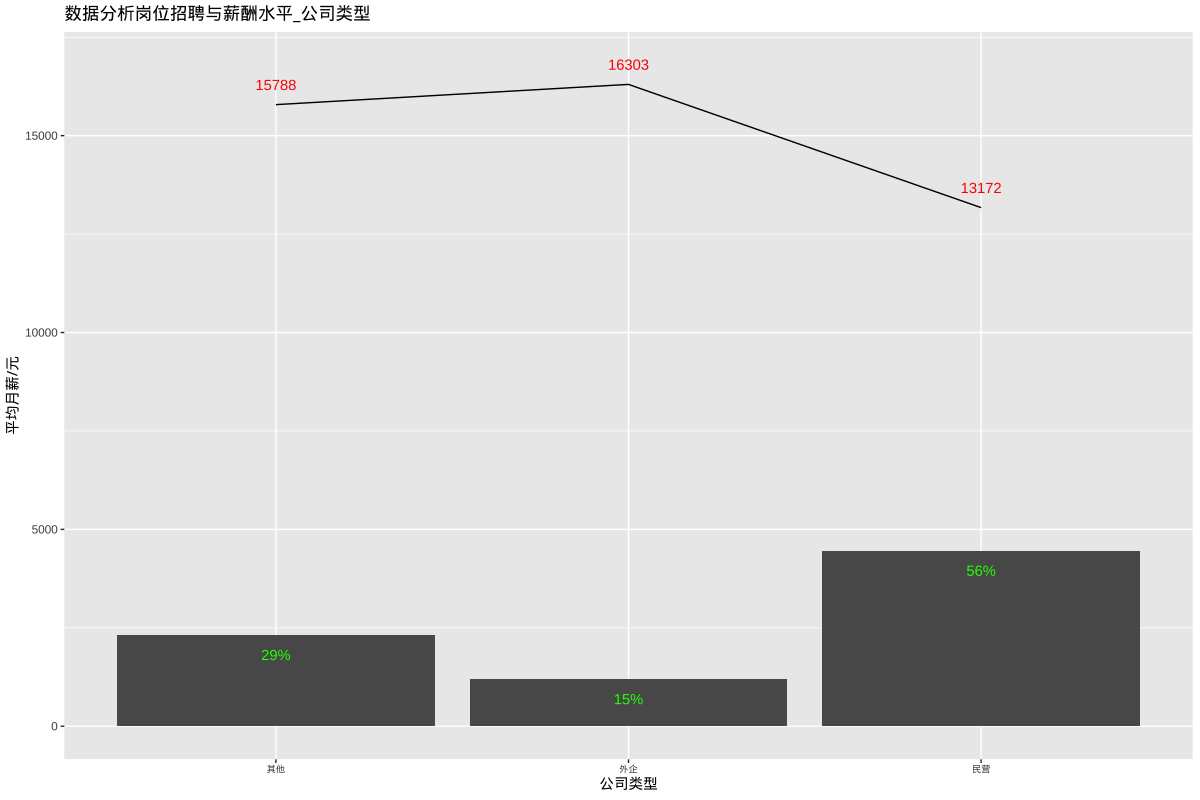 数据分析岗位招聘与薪酬水平_公司类型
15788
16303
13172
15000
10000
5000
0
平均月薪/元
29%
15%
56%
其他
外企
民营
公司类型